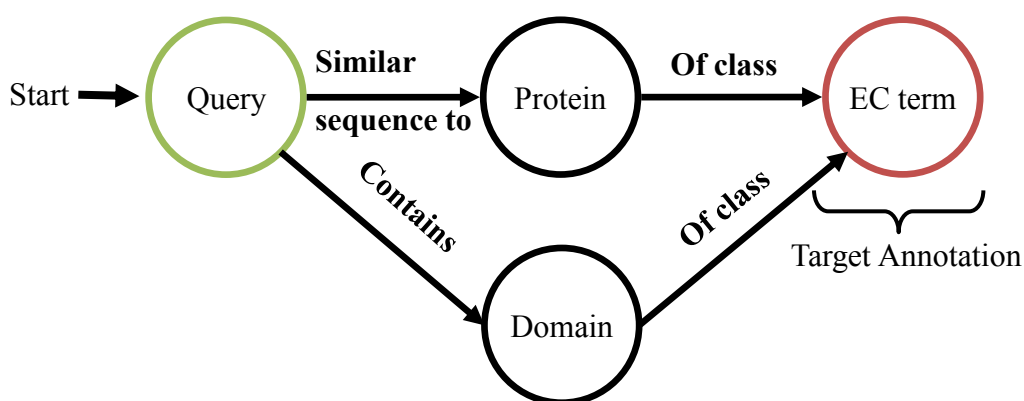 Start
Query
Similar
sequence to
Protein
Of class
EC term
Contains
Of class
Target Annotation
Domain